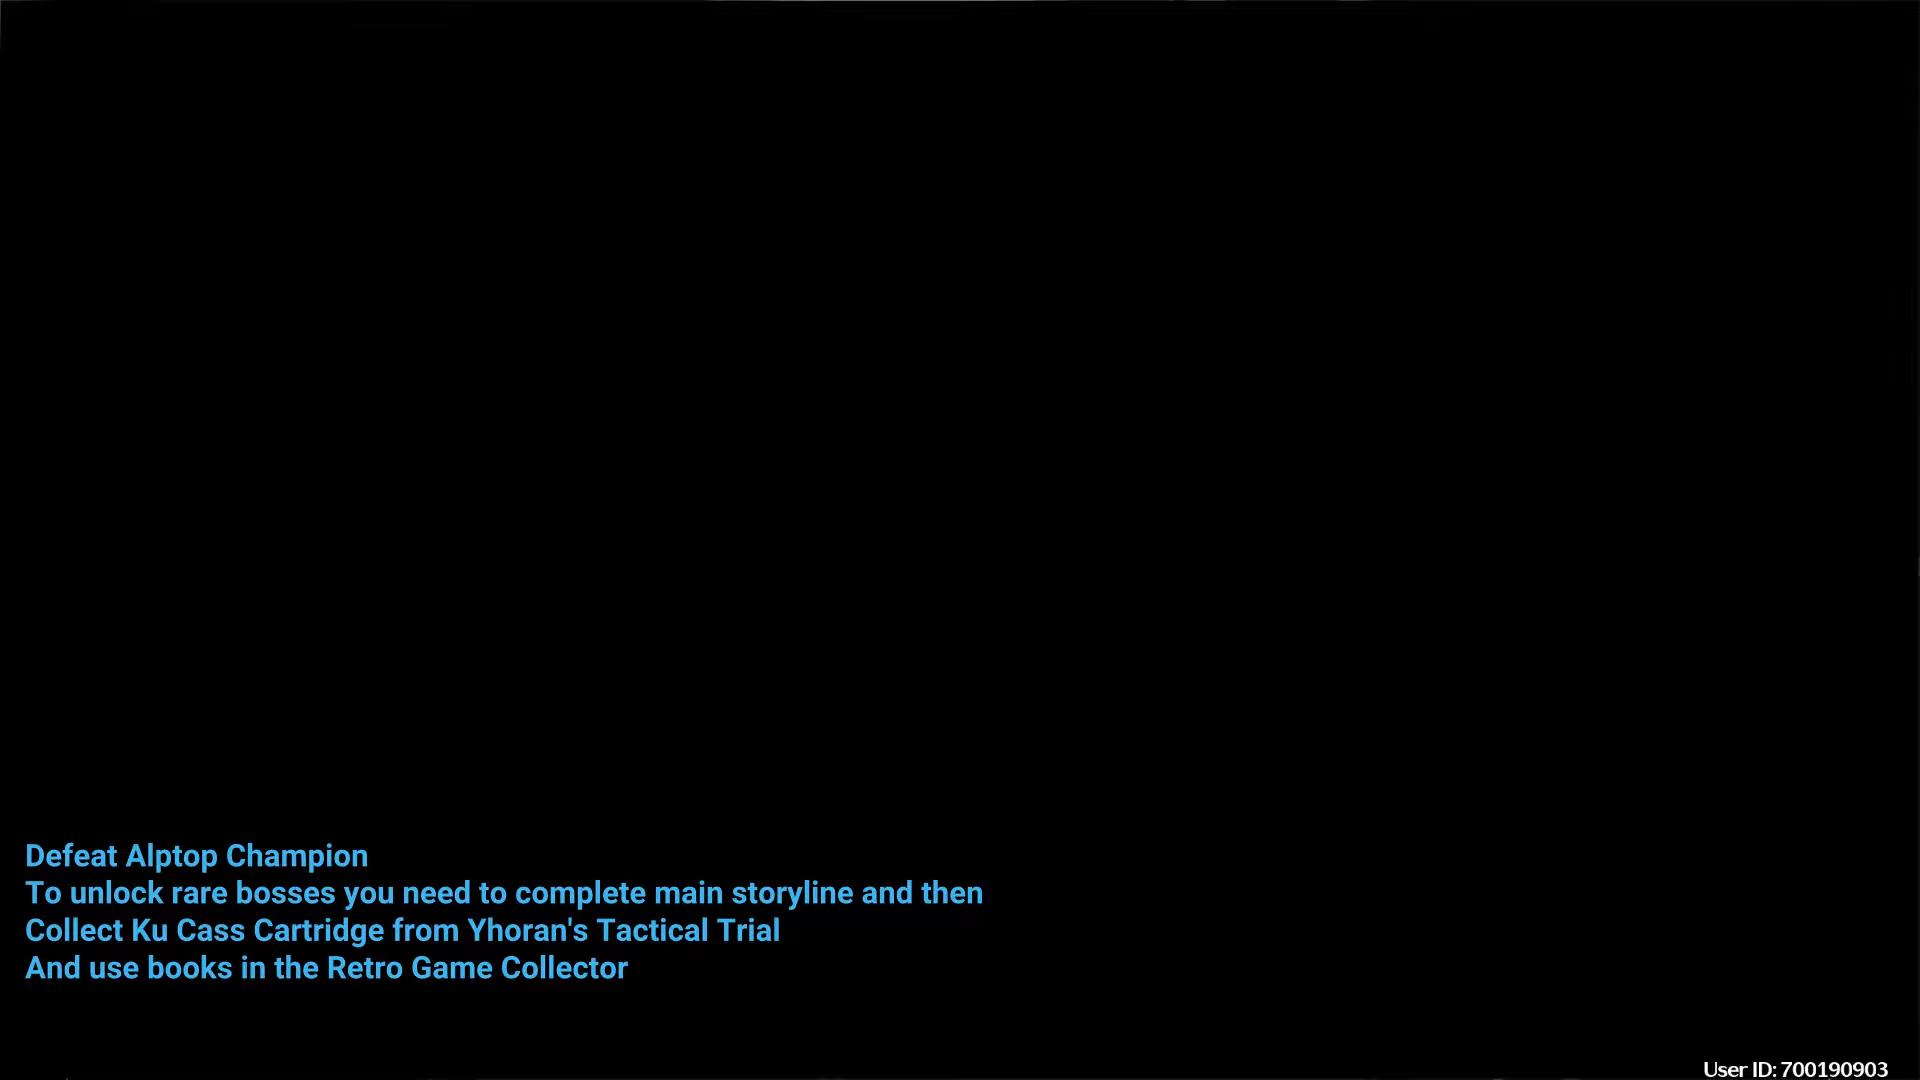 Defeat Alptop Champion
To unlock rare bosses you need to complete main storyline and then
Collect Ku Cass Cartridge from Yhoran's Tactical Trial
And use books in the Retro Game Collector
User ID: 700190903